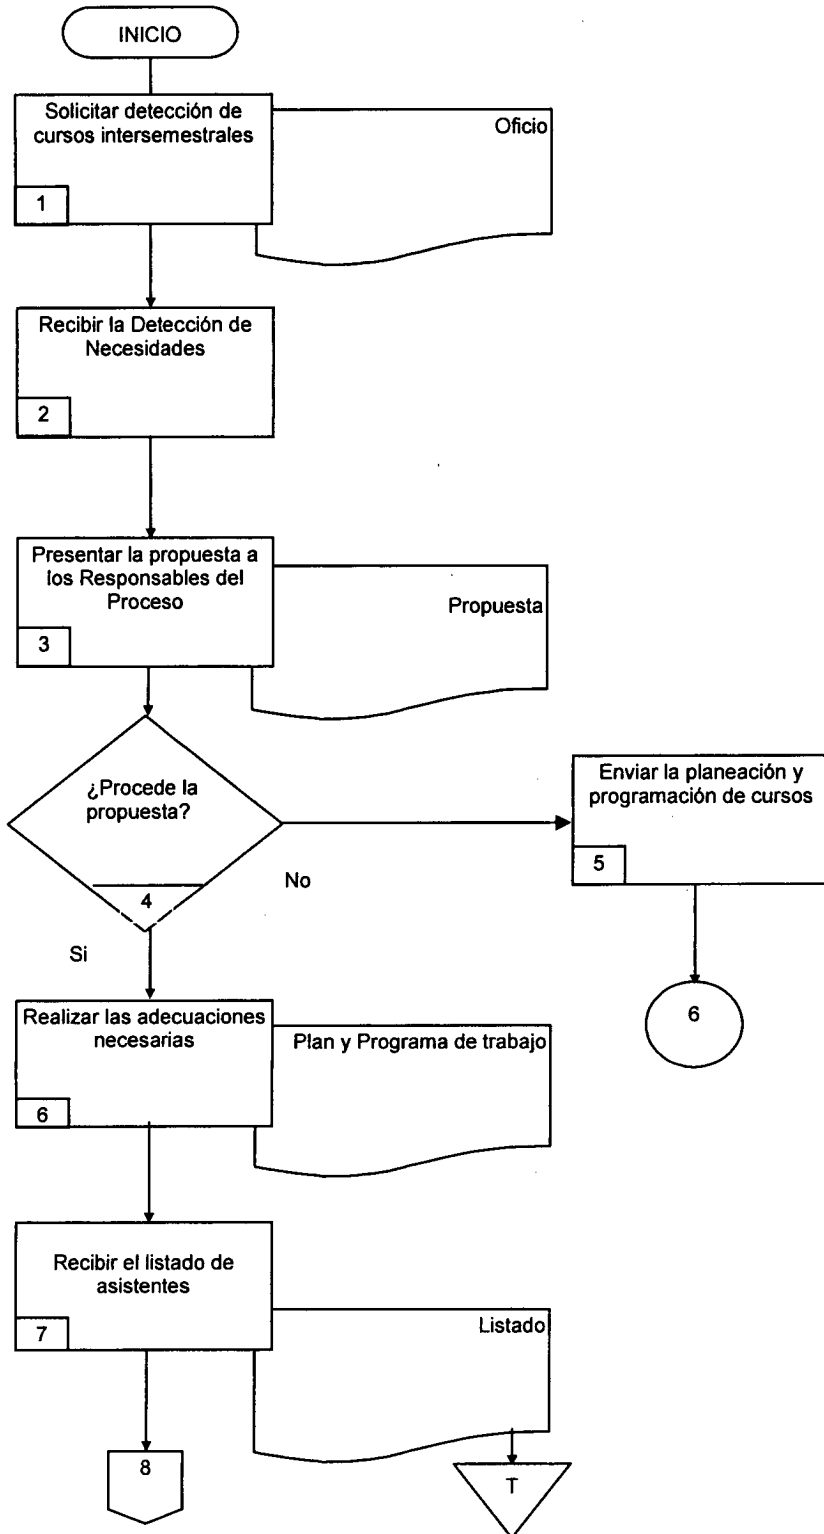 INICIO
Solicitar detección de
cursos intersemestrales
1
Oficio
Recibir la Detección de
Necesidades
2
Presentar la propuesta a
los Responsables del
Proceso
3
Propuesta
¿Procede la
propuesta?
4
No
Si
Enviar la planeación y
programación de cursos
5
6
Realizar las adecuaciones
necesarias
6
Plan y Programa de trabajo
Recibir el listado de
asistentes
7
Listado
8
T